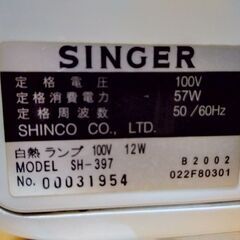 SINGER
定格電圧 100V
定格消費電力 57W
定格周波数 50/60Hz
SHINCO CO., LTD.
白熱ランプ 100V 12W
MODEL SH-397 B2002
No. 00031954 022F80301